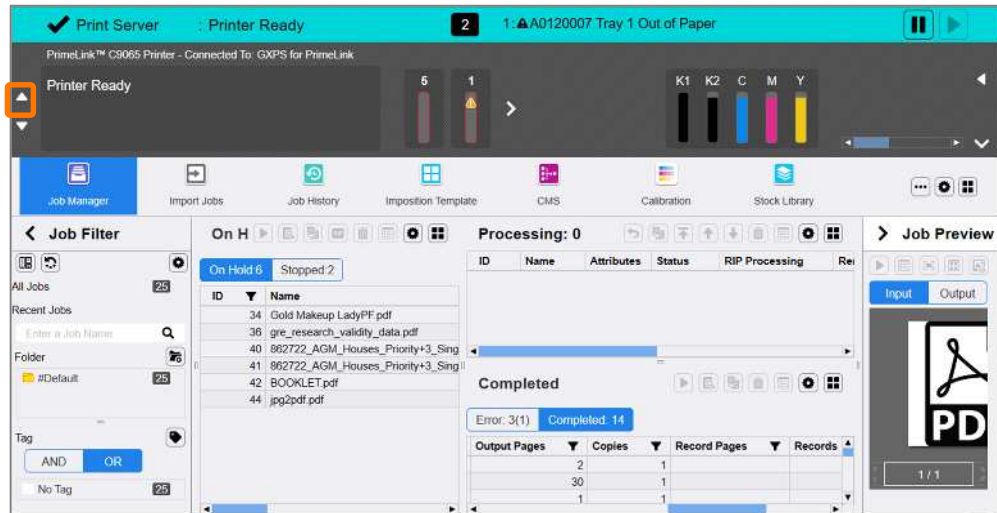 Print Server : Printer Ready 2 1: A0120007 Tray 1 Out of Paper
PrimeLink™ C9065 Printer - Connected To: GXPS for PrimeLink
Printer Ready 5 1 K1 K2 C M Y
Job Manager Import Jobs Job History Imposition Template CMS Calibration Stock Library
Job Filter On H Processing: 0 Job Preview
ID Name Attributes Status RIP Processing Re
On Hold:6 Stopped:2
All Jobs 25
Input Output
ID Name
Recent Jobs
34 Gold Makeup LadyPF.pdf
Enter a Job Name
36 gre_research_validity_data.pdf
40 862722_AGM_Houses_Priority+3_Sing
Folder
41 862722_AGM_Houses_Priority+3_Sing
#Default 25
42 BOOKLET.pdf
Completed
44 jpg2pdf.pdf
Error: 3(1) Completed: 14
PD
Tag
Output Pages Copies Record Pages Records
AND OR
2 1
30 1
1 / 1
No Tag 25
1 1